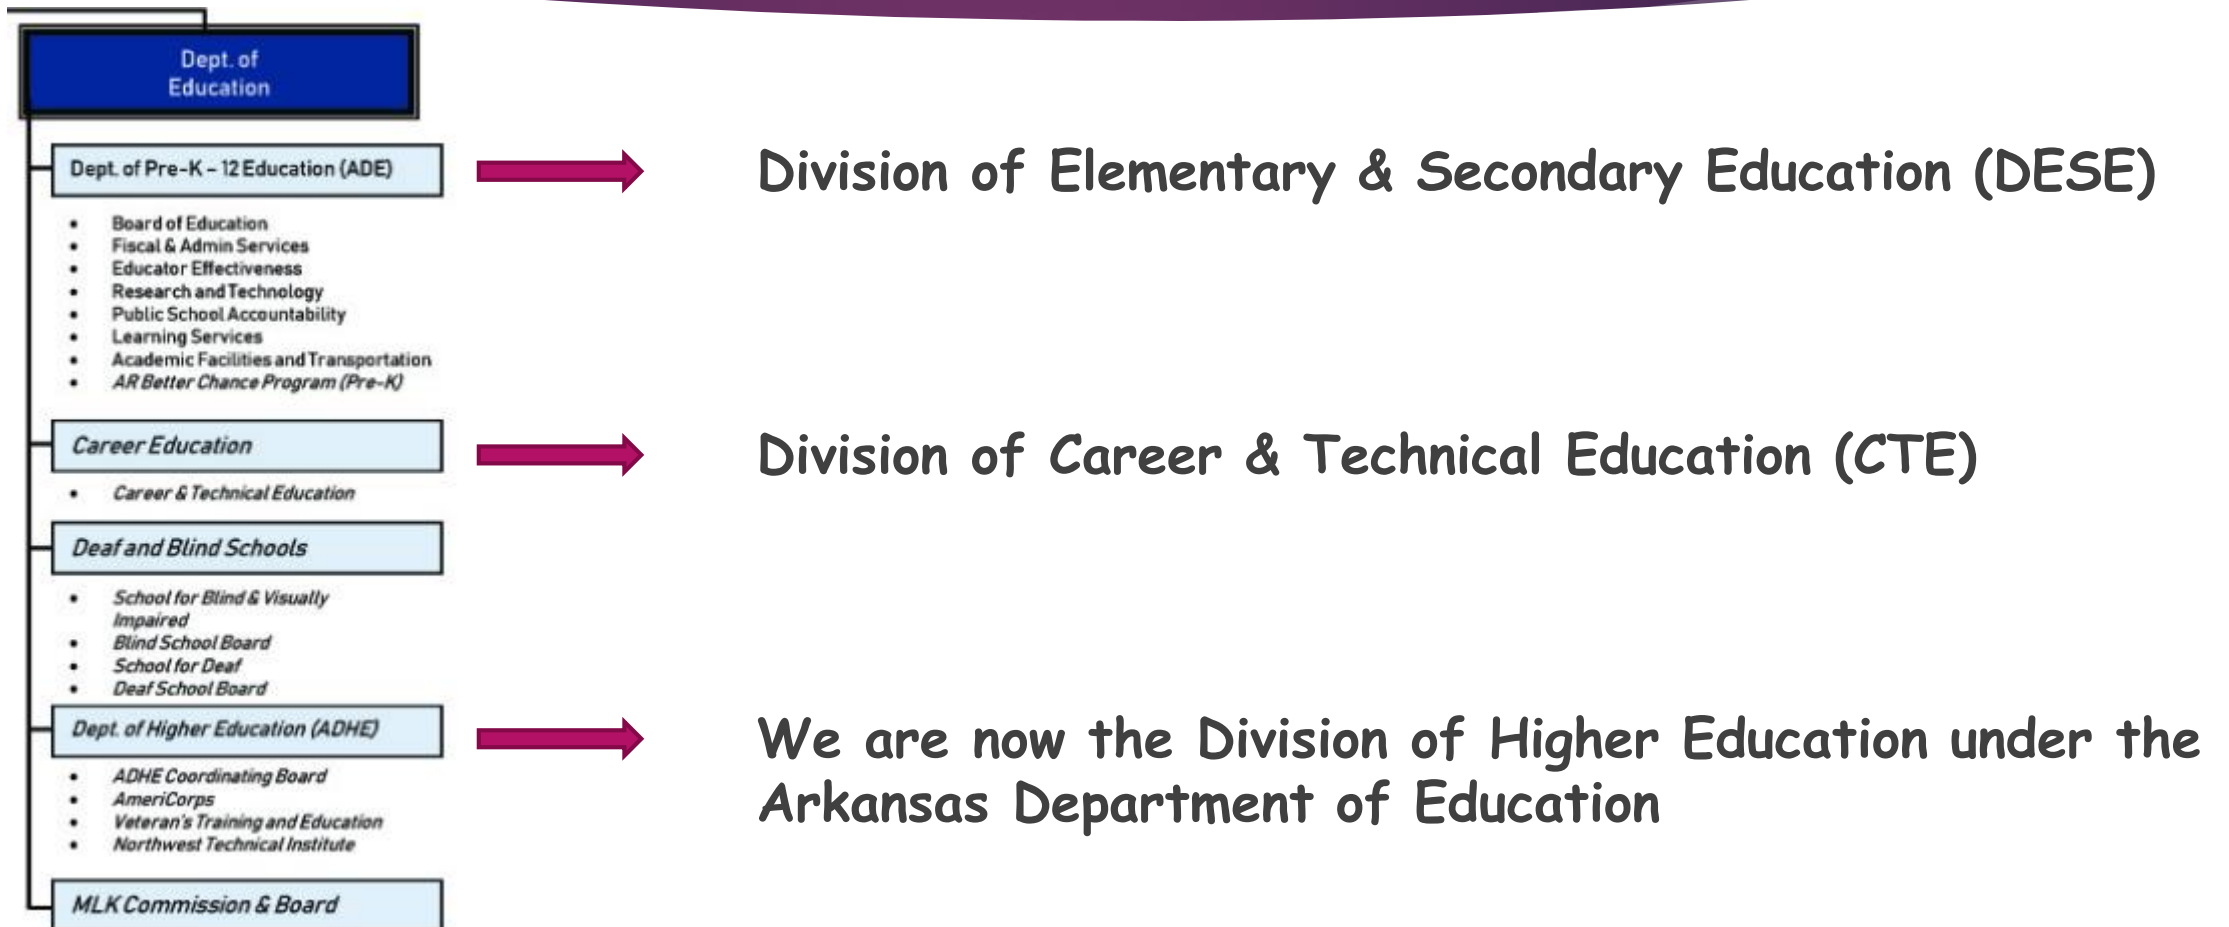 Dept. of
Education
Dept. of Pre-K – 12 Education (ADE)
Division of Elementary & Secondary Education (DESE)
• Board of Education
• Fiscal & Admin Services
• Educator Effectiveness
• Research and Technology
• Public School Accountability
• Learning Services
• Academic Facilities and Transportation
• AR Better Chance Program (Pre-K)
Career Education
Division of Career & Technical Education (CTE)
• Career & Technical Education
Deaf and Blind Schools
• School for Blind & Visually
Impaired
• Blind School Board
• School for Deaf
• Deaf School Board
Dept. of Higher Education (ADHE)
We are now the Division of Higher Education under the
Arkansas Department of Education
• ADHE Coordinating Board
• AmeriCorps
• Veteran's Training and Education
• Northwest Technical Institute
MLK Commission & Board